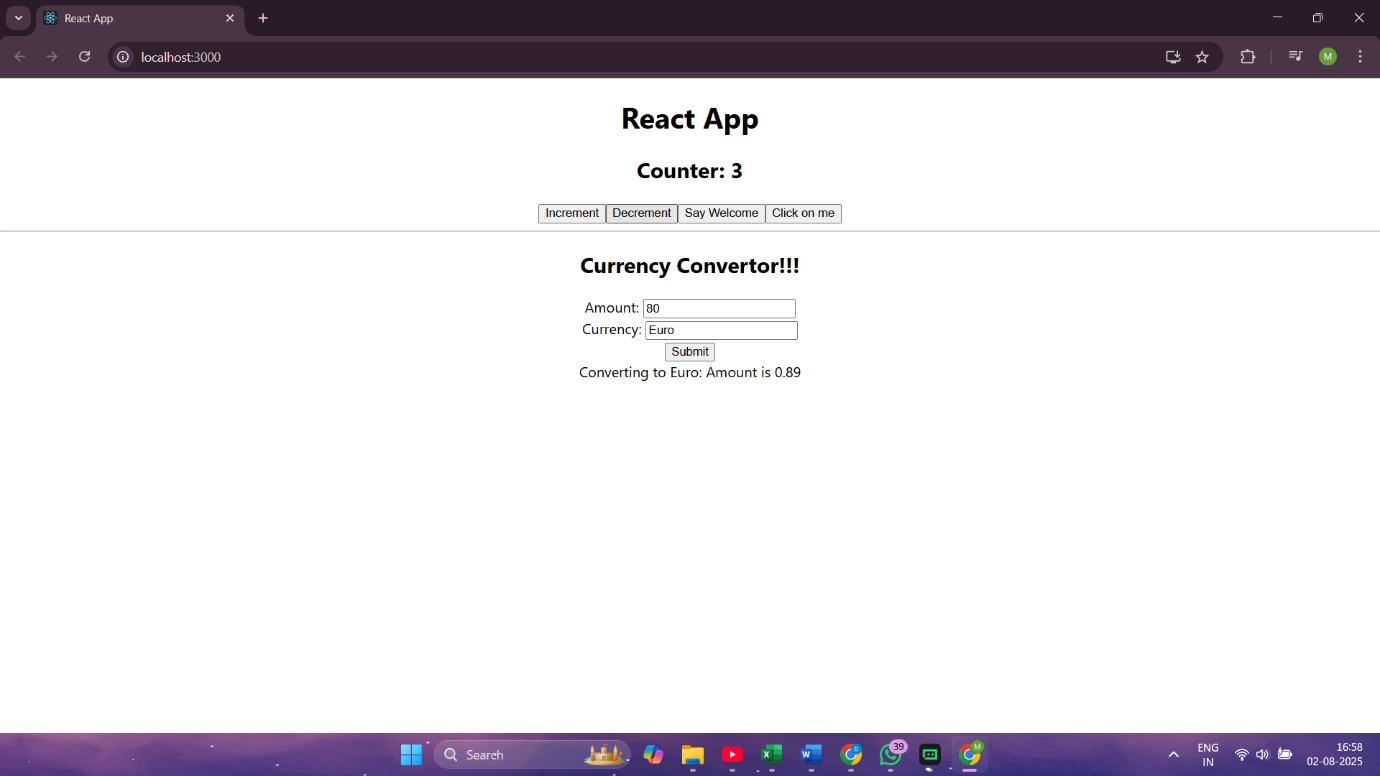 React App
localhost:3000
M
React App
Counter: 3
Increment Decrement Say Welcome Click on me
Currency Convertor!!!
Amount: 80
Currency: Euro
Submit
Converting to Euro: Amount is 0.89
Search
39
M
ENG
IN
16:58
02-08-2025